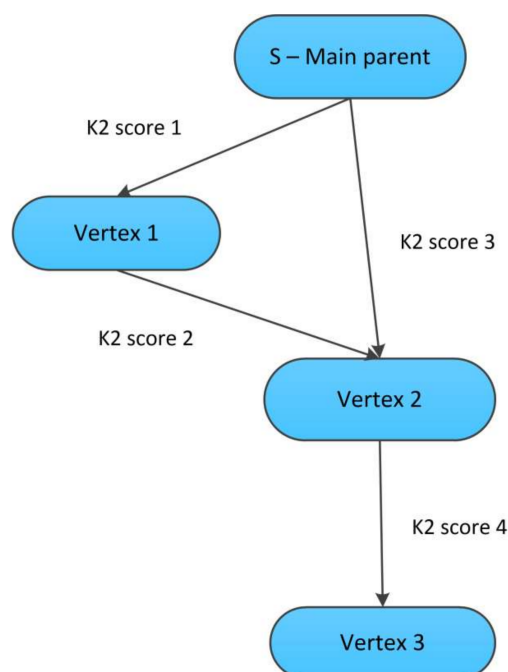 S – Main parent
K2 score 1
Vertex 1
K2 score 3
K2 score 2
Vertex 2
K2 score 4
Vertex 3